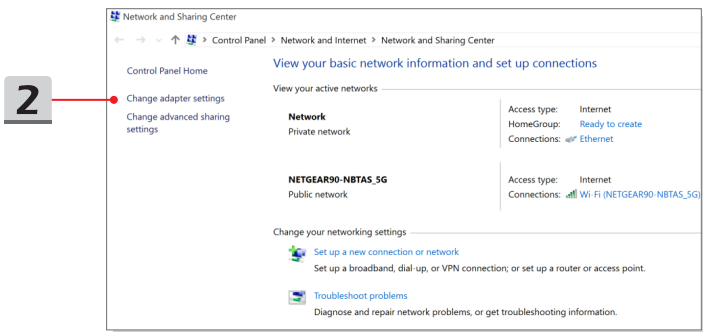 Network and Sharing Center
Control Panel > Network and Internet > Network and Sharing Center
2
Control Panel Home
Change adapter settings
Change advanced sharing
settings
View your basic network information and set up connections
View your active networks
Network
Private network
Access type: Internet
HomeGroup: Ready to create
Connections: Ethernet
NETGEAR90-NBTAS_5G
Public network
Access type: Internet
Connections: Wi-Fi (NETGEAR90-NBTAS_5G)
Change your networking settings
Set up a new connection or network
Set up a broadband, dial-up, or VPN connection; or set up a router or access point.
Troubleshoot problems
Diagnose and repair network problems, or get troubleshooting information.